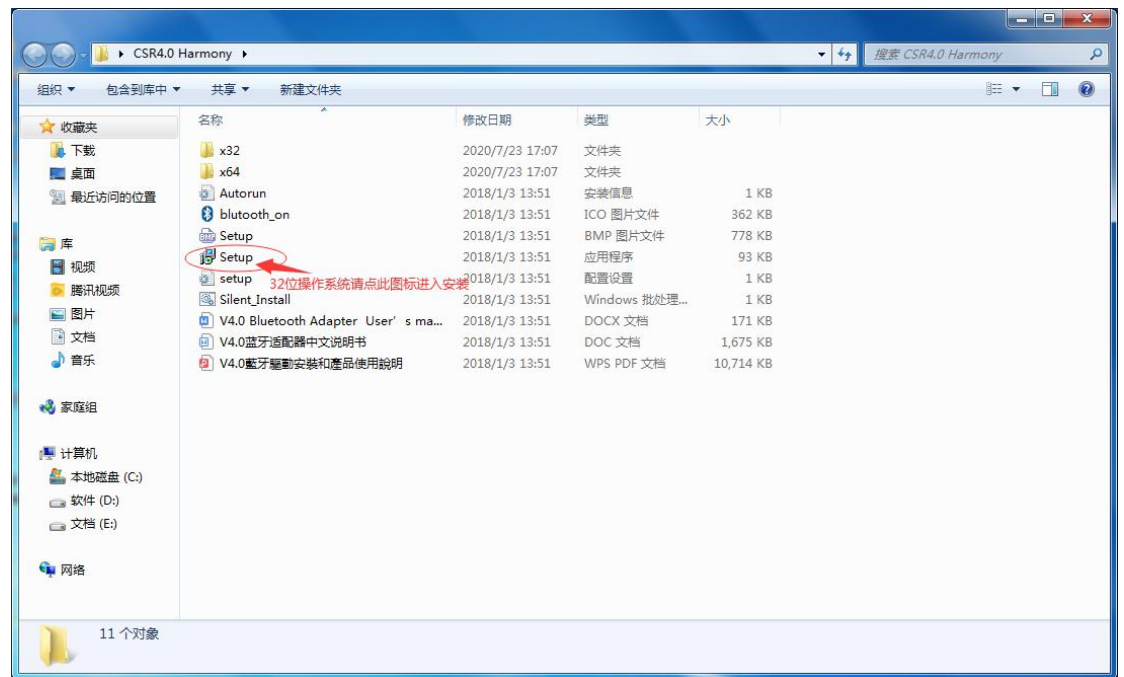 CSR4.0 Harmony
搜索 CSR4.0 Harmony
组织 包含到库中 共享 新建文件夹
收藏夹
下载
桌面
最近访问的位置
库
视频
腾讯视频
图片
文档
音乐
家庭组
计算机
本地磁盘 (C:)
软件 (D:)
文档 (E:)
网络
名称 修改日期 类型 大小
x32 2020/7/23 17:07 文件夹
x64 2020/7/23 17:07 文件夹
Autorun 2018/1/3 13:51 安装信息 1 KB
blutooth_on 2018/1/3 13:51 ICO 图片文件 362 KB
Setup 2018/1/3 13:51 BMP 图片文件 778 KB
Setup 2018/1/3 13:51 应用程序 93 KB
setup 2018/1/3 13:51 配置设置 1 KB
32位操作系统请点此图标进入安装
Silent_Install 2018/1/3 13:51 Windows 批处理... 1 KB
V4.0 Bluetooth Adapter User’s ma... 2018/1/3 13:51 DOCX 文档 171 KB
V4.0蓝牙适配器中文说明书 2018/1/3 13:51 DOC 文档 1,675 KB
V4.0藍牙驅動安裝和產品使用說明 2018/1/3 13:51 WPS PDF 文档 10,714 KB
11 个对象